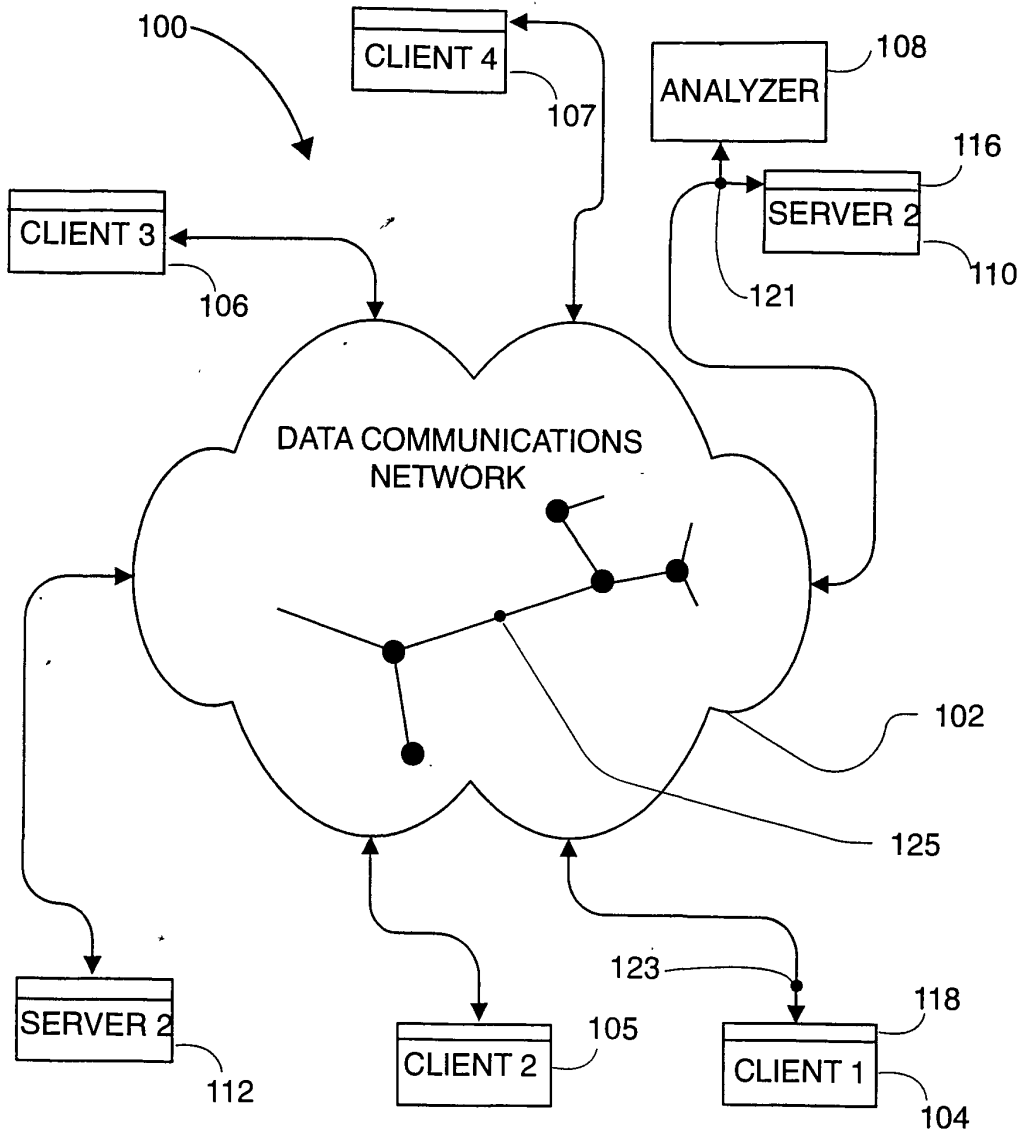 100
CLIENT 4
107
ANALYZER
108
116
SERVER 2
110
121
CLIENT 3
106
DATA COMMUNICATIONS
NETWORK
102
125
123
118
SERVER 2
112
CLIENT 2
105
CLIENT 1
104